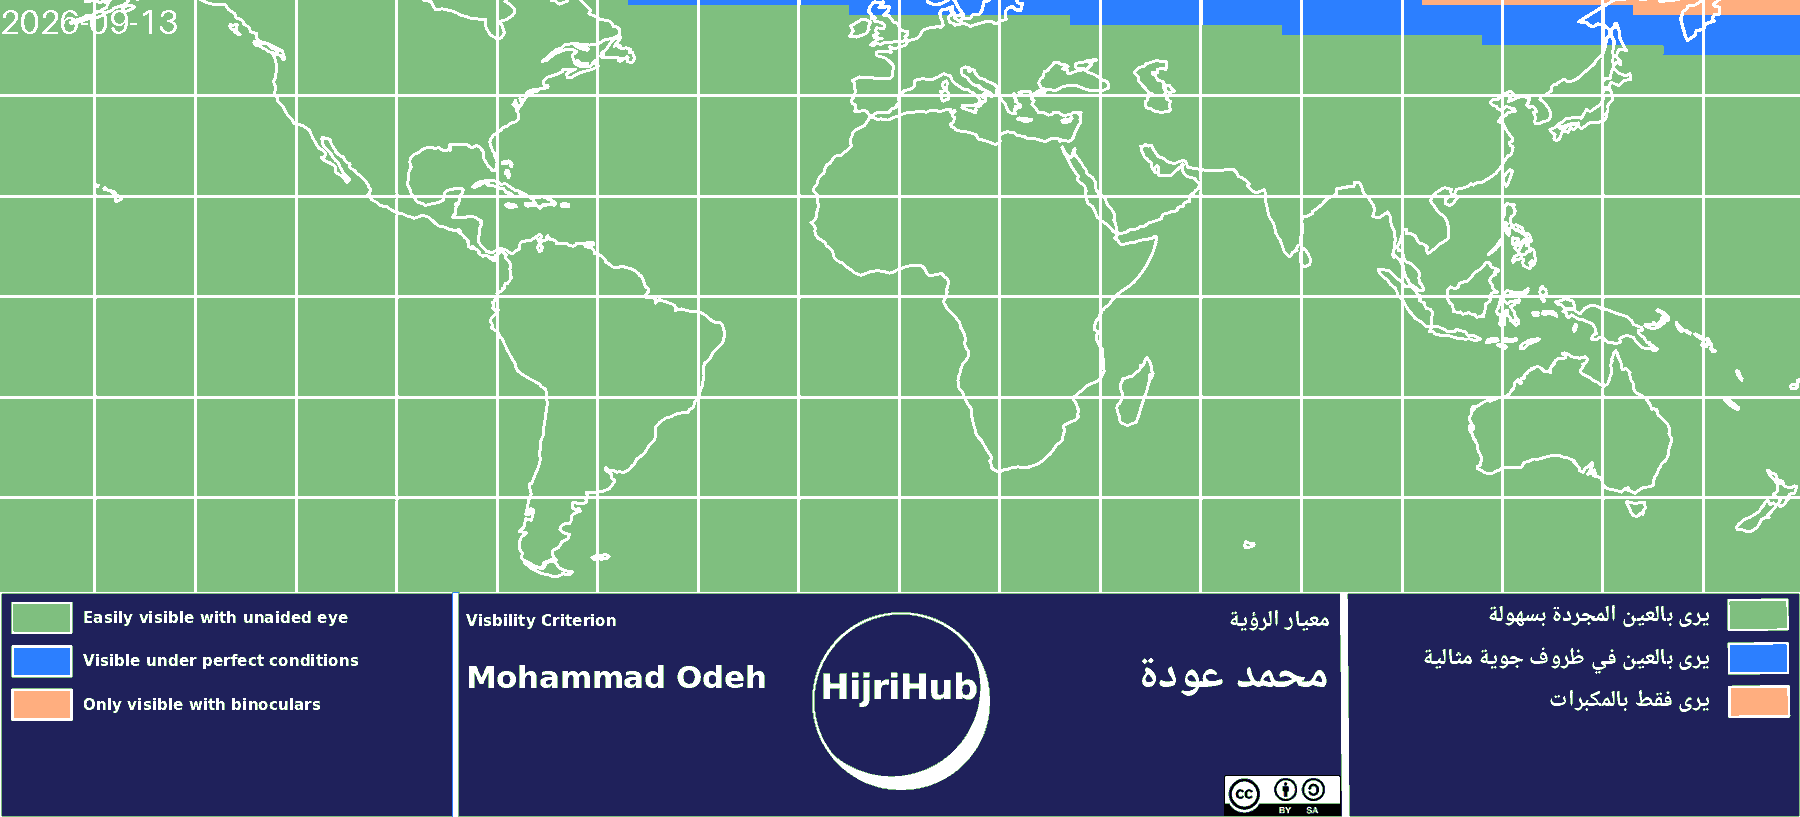 2026-09-13
Easily visible with unaided eye
Visible under perfect conditions
Only visible with binoculars
Visbility Criterion
Mohammad Odeh
HijriHub
معيار الرؤية
محمد عودة
cc
BY SA
يرى بالعين المجردة بسهولة
يرى بالعين في ظروف جوية مثالية
يرى فقط بالمكبرات